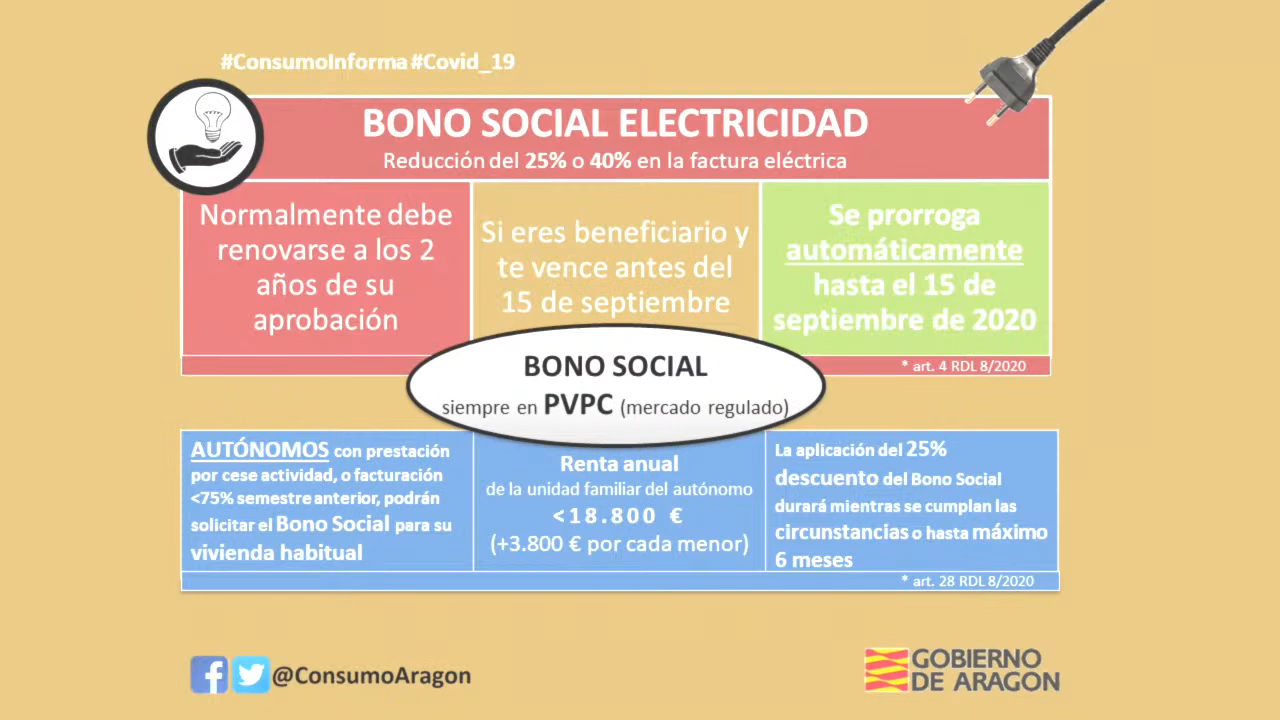 #ConsumoInforma #Covid_19
BONO SOCIAL ELECTRICIDAD
Reducción del 25% o 40% en la factura eléctrica
Normalmente debe
renovarse a los 2
años de su
aprobación
Si eres beneficiario y
te vence antes del
15 de septiembre
Se prorroga
automáticamente
hasta el 15 de
septiembre de 2020
* art. 4 RDL 8/2020
BONO SOCIAL
siempre en PVPC (mercado regulado)
AUTÓNOMOS con prestación
por cese actividad, o facturación
<75% semestre anterior, podrán
solicitar el Bono Social para su
vivienda habitual
Renta anual
de la unidad familiar del autónomo
<18.800 €
(+3.800 € por cada menor)
La aplicación del 25%
descuento del Bono Social
durará mientras se cumplan las
circunstancias o hasta máximo
6 meses
* art. 28 RDL 8/2020
@ConsumoAragon
GOBIERNO
DE ARAGON